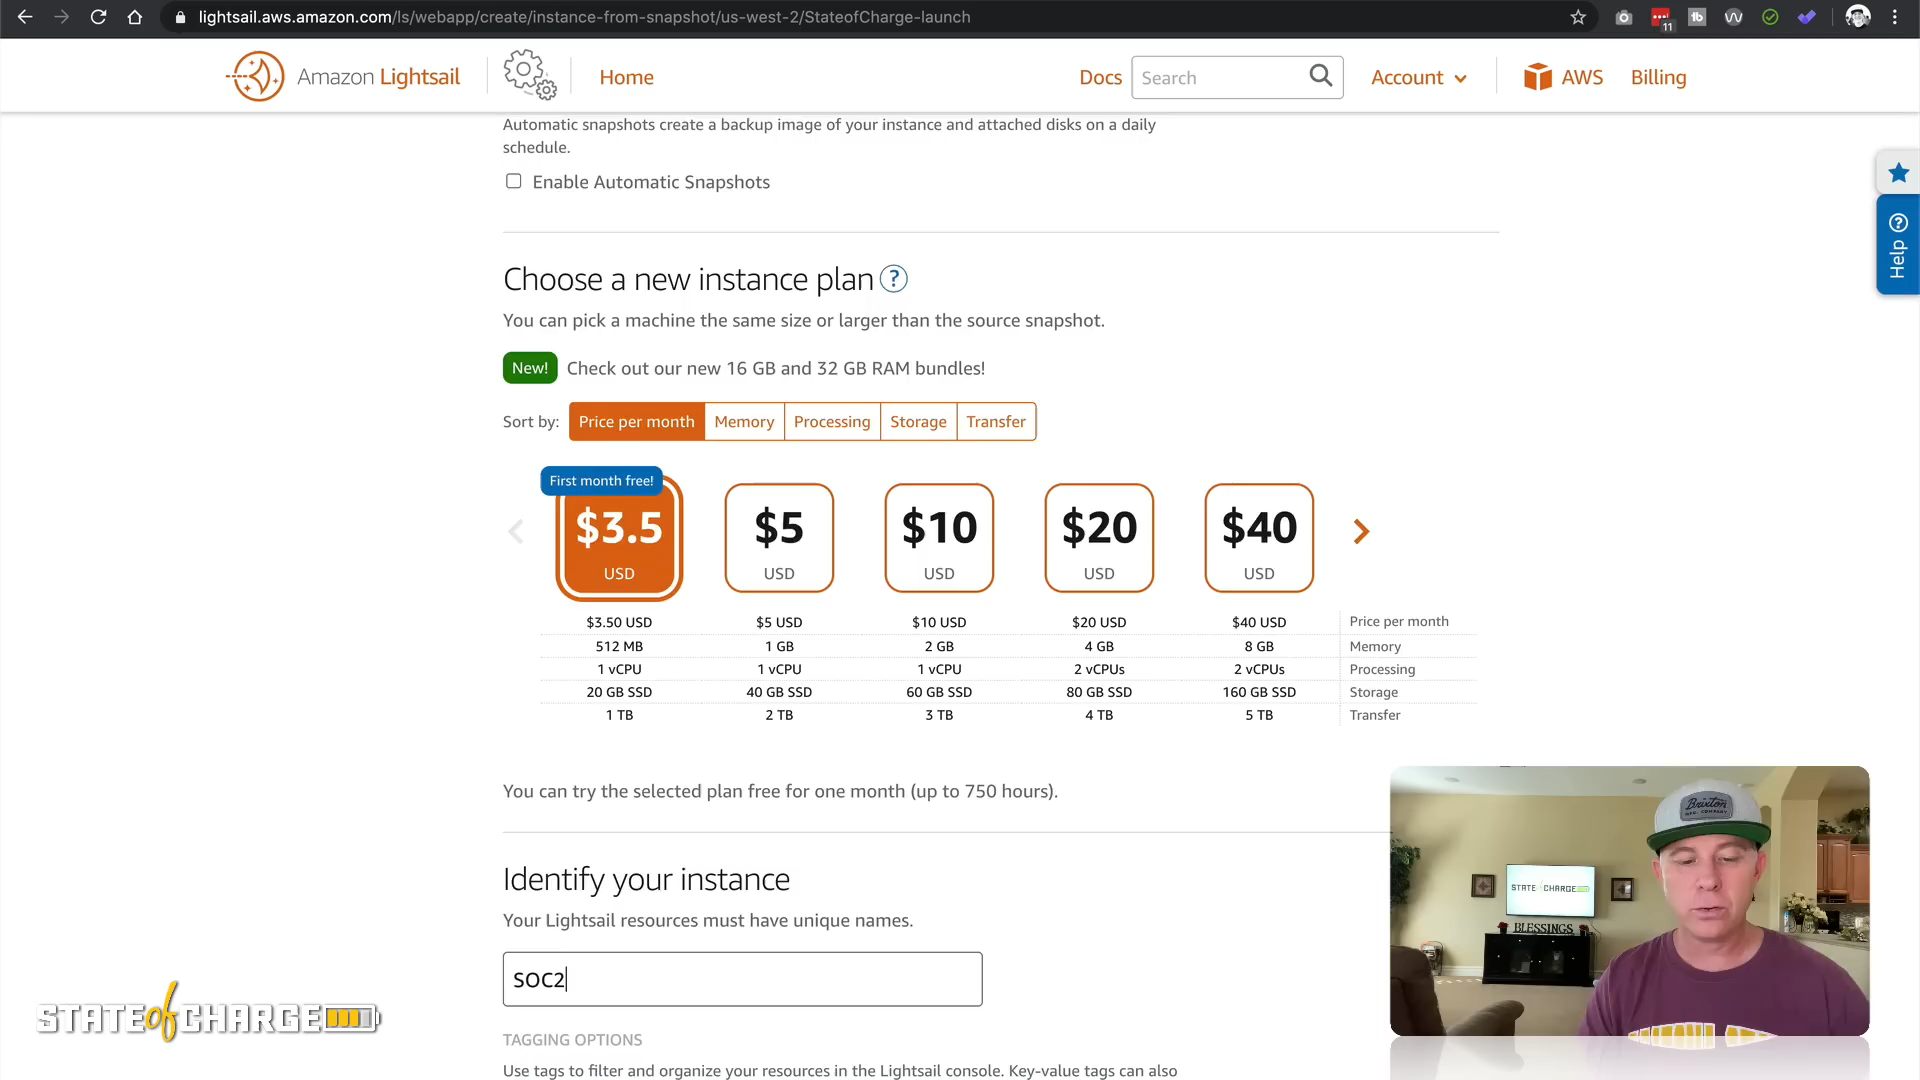 lightsail.aws.amazon.com/ls/webapp/create/instance-from-snapshot/us-west-2/StateofCharge-launch
11
tb
Amazon Lightsail
Home
Docs
Search
Account
AWS
Billing
Automatic snapshots create a backup image of your instance and attached disks on a daily
schedule.
Enable Automatic Snapshots
Help
Choose a new instance plan ?
You can pick a machine the same size or larger than the source snapshot.
New! Check out our new 16 GB and 32 GB RAM bundles!
Sort by: Price per month Memory Processing Storage Transfer
First month free!
$3.5 $5 $10 $20 $40
USD USD USD USD USD
$3.50 USD $5 USD $10 USD $20 USD $40 USD Price per month
512 MB 1 GB 2 GB 4 GB 8 GB Memory
1 vCPU 1 vCPU 1 vCPU 2 vCPUs 2 vCPUs Processing
20 GB SSD 40 GB SSD 60 GB SSD 80 GB SSD 160 GB SSD Storage
1 TB 2 TB 3 TB 4 TB 5 TB Transfer
You can try the selected plan free for one month (up to 750 hours).
Identify your instance
Your Lightsail resources must have unique names.
SOC2
TAGGING OPTIONS
Use tags to filter and organize your resources in the Lightsail console. Key-value tags can also
STATE of CHARGE
Brixton
STATE of CHARGE
BLESSINGS